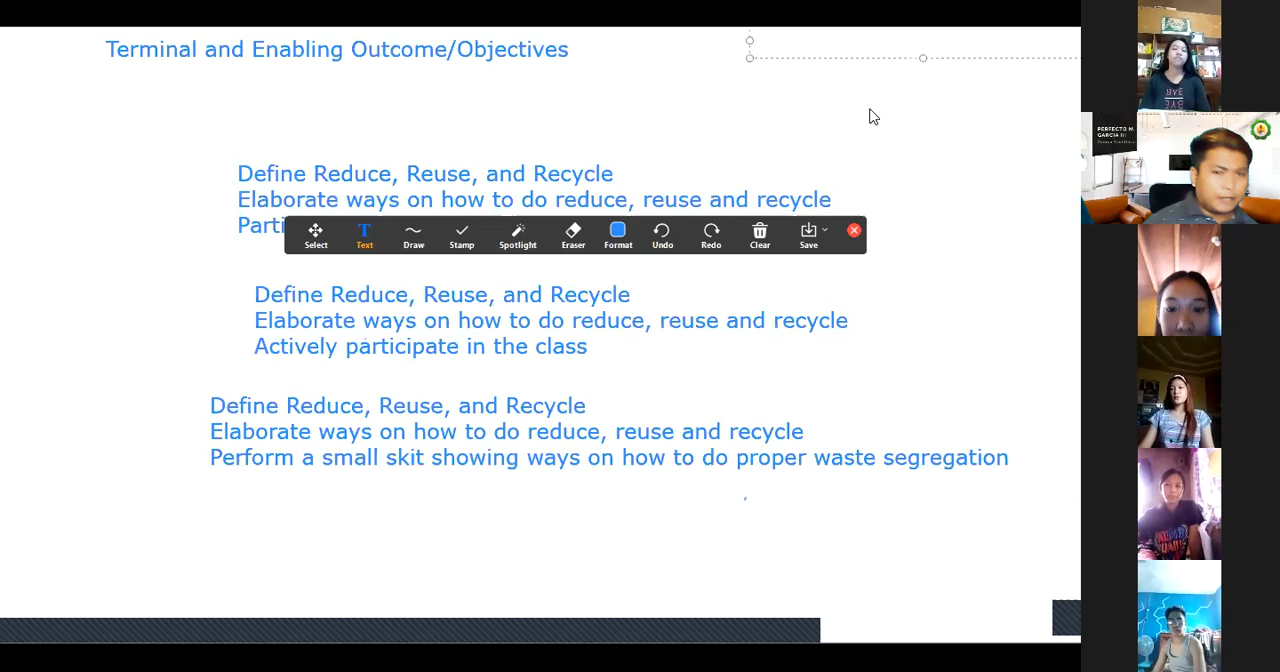 Terminal and Enabling Outcome/Objectives
Define Reduce, Reuse, and Recycle
Elaborate ways on how to do reduce, reuse and recycle
Parti
Select
Text
Draw
Stamp
Spotlight
Eraser
Format
Undo
Redo
Clear
Save
Define Reduce, Reuse, and Recycle
Elaborate ways on how to do reduce, reuse and recycle
Actively participate in the class
Define Reduce, Reuse, and Recycle
Elaborate ways on how to do reduce, reuse and recycle
Perform a small skit showing ways on how to do proper waste segregation
PERFECTO M.
GARCIA III